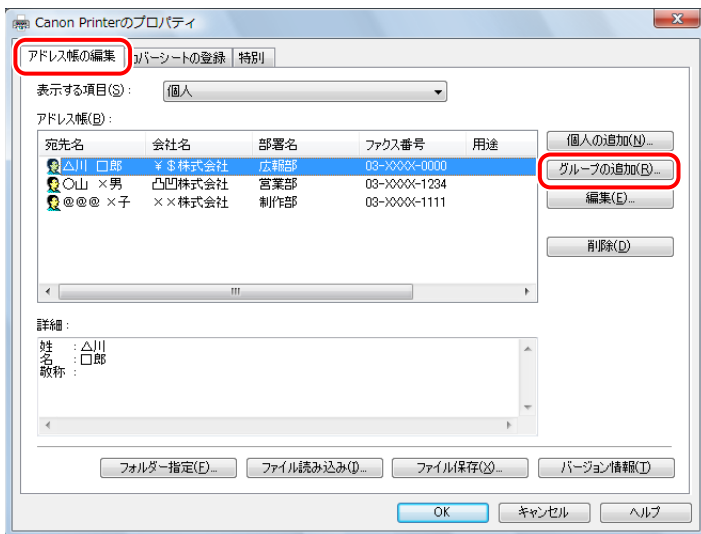 Canon Printerのプロパティ
アドレス帳の編集 カバーシートの登録 特別
表示する項目(S): 個人
アドレス帳(B):
宛先名 会社名 部署名 ファクス番号 用途
△川 □郎 ￥＄株式会社 広報部 03-XXXX-0000
○山 ×男 凸凹株式会社 営業部 03-XXXX-1234
@@@ ×子 ××株式会社 制作部 03-XXXX-1111
個人の追加(N)...
グループの追加(R)...
編集(E)...
削除(D)
詳細:
姓 :△川
名 :□郎
敬称 :
フォルダー指定(F)... ファイル読み込み(I)... ファイル保存(X)... バージョン情報(T)
OK キャンセル ヘルプ